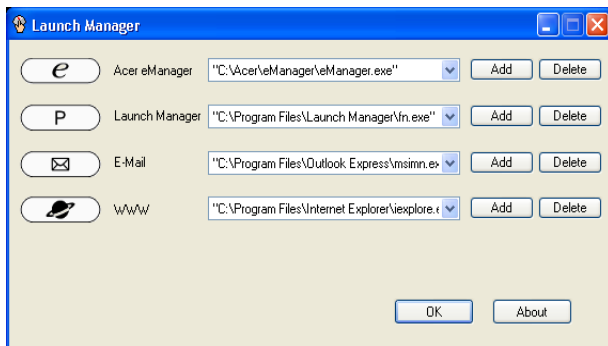 Launch Manager
e Acer eManager "C:\Acer\eManager\eManager.exe" Add Delete
P Launch Manager "C:\Program Files\Launch Manager\fn.exe" Add Delete
E-Mail "C:\Program Files\Outlook Express\msimn.ex Add Delete
WWW "C:\Program Files\Internet Explorer\iexplore.e Add Delete
OK About